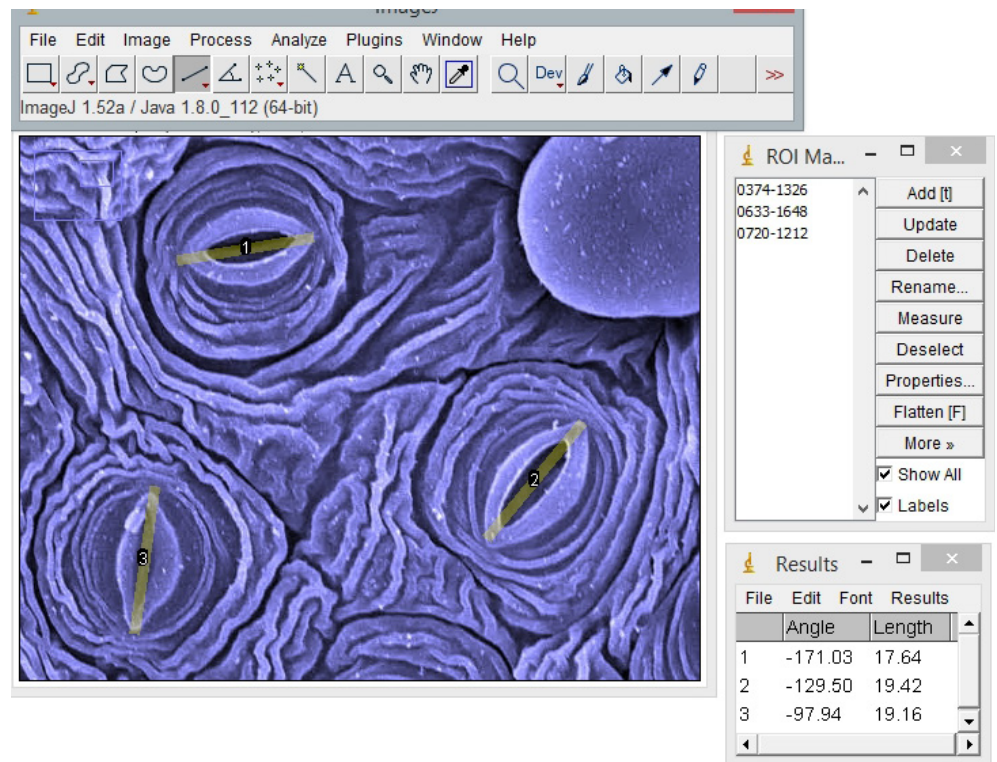 File Edit Image Process Analyze Plugins Window Help
A Dev >>
ImageJ 1.52a / Java 1.8.0_112 (64-bit)
1
2
3
ROI Ma...
0374-1326
0633-1648
0720-1212
Add [t]
Update
Delete
Rename...
Measure
Deselect
Properties...
Flatten [F]
More »
Show All
Labels
Results
File Edit Font Results
Angle Length
1 -171.03 17.64
2 -129.50 19.42
3 -97.94 19.16